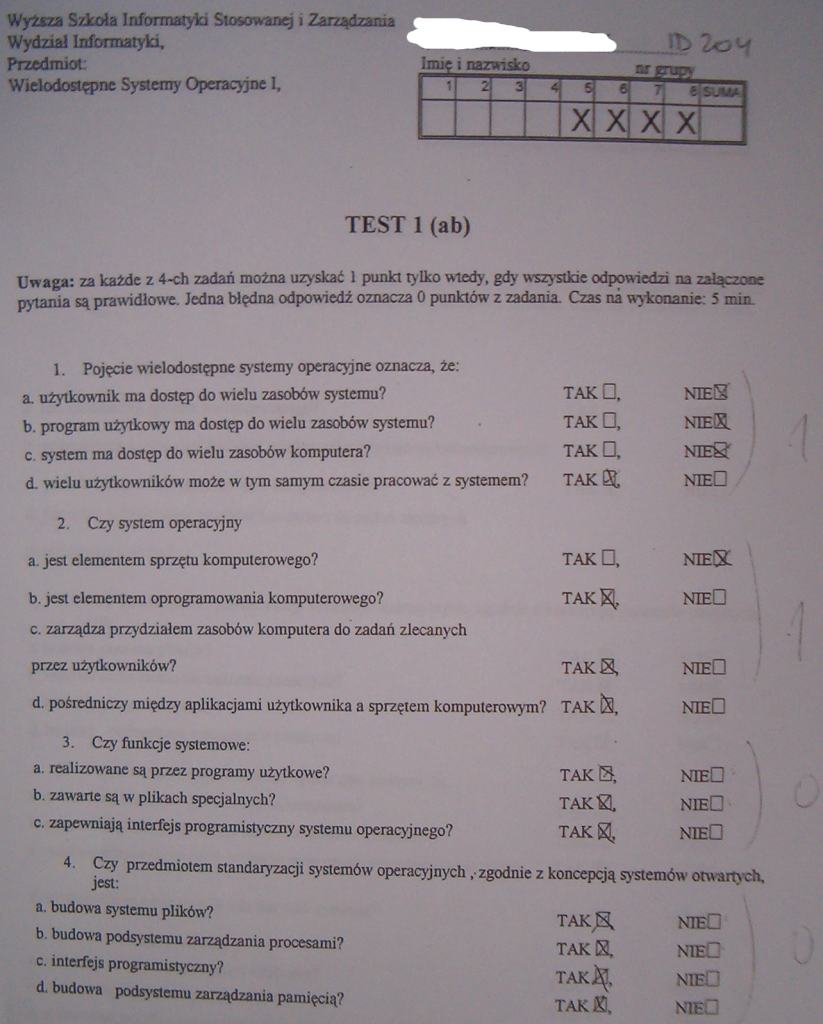 Wyższa Szkoła Informatyki Stosowanej i Zarządzania
Wydział Informatyki,
Przedmiot:
Wielodostępne Systemy Operacyjne I,
ID 204
Imię i nazwisko nr grupy
1 2 3 4 5 6 7 8 SUMA
X X X X
TEST 1 (ab)
Uwaga: za każde z 4-ch zadań można uzyskać 1 punkt tylko wtedy, gdy wszystkie odpowiedzi na załączone
pytania są prawidłowe. Jedna błędna odpowiedź oznacza 0 punktów z zadania. Czas na wykonanie: 5 min.
1. Pojęcie wielodostępne systemy operacyjne oznacza, że:
a. użytkownik ma dostęp do wielu zasobów systemu? TAK ☐, NIE☒
b. program użytkowy ma dostęp do wielu zasobów systemu? TAK ☐, NIE☒
c. system ma dostęp do wielu zasobów komputera? TAK ☐, NIE☒
d. wielu użytkowników może w tym samym czasie pracować z systemem? TAK ☒, NIE☐
1
2. Czy system operacyjny
a. jest elementem sprzętu komputerowego? TAK ☐, NIE☒
b. jest elementem oprogramowania komputerowego? TAK ☒, NIE☐
c. zarządza przydziałem zasobów komputera do zadań zlecanych
przez użytkowników? TAK ☒, NIE☐
d. pośredniczy między aplikacjami użytkownika a sprzętem komputerowym? TAK ☒, NIE☐
1
3. Czy funkcje systemowe:
a. realizowane są przez programy użytkowe? TAK ☒, NIE☐
b. zawarte są w plikach specjalnych? TAK ☒, NIE☐
c. zapewniają interfejs programistyczny systemu operacyjnego? TAK ☒, NIE☐
0
4. Czy przedmiotem standaryzacji systemów operacyjnych , zgodnie z koncepcją systemów otwartych,
jest:
a. budowa systemu plików? TAK ☒ NIE☐
b. budowa podsystemu zarządzania procesami? TAK ☒, NIE☐
c. interfejs programistyczny? TAK ☒, NIE☐
d. budowa podsystemu zarządzania pamięcią? TAK ☒, NIE☐
0